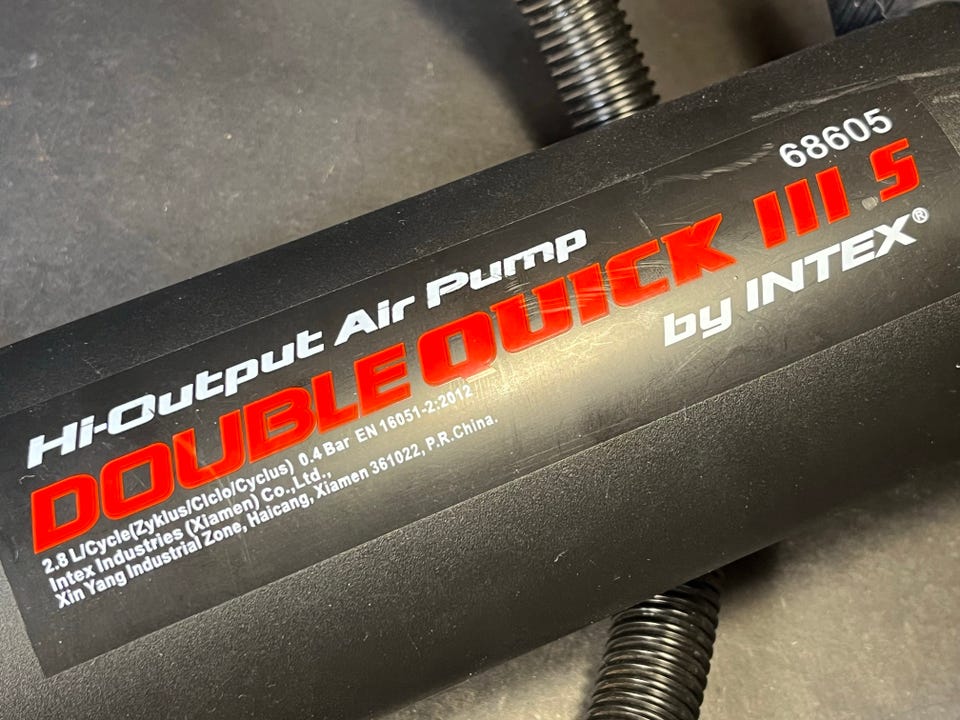 68605
Hi-Output Air Pump
DOUBLE QUICK III S
by INTEX®
2.8 L/Cycle(Zyklus/Ciclo/Cyclus) 0.4 Bar EN 16051-2:2012
Intex Industries (Xiamen) Co.,Ltd.,
Xin Yang Industrial Zone, Haicang, Xiamen 361022, P.R.China.